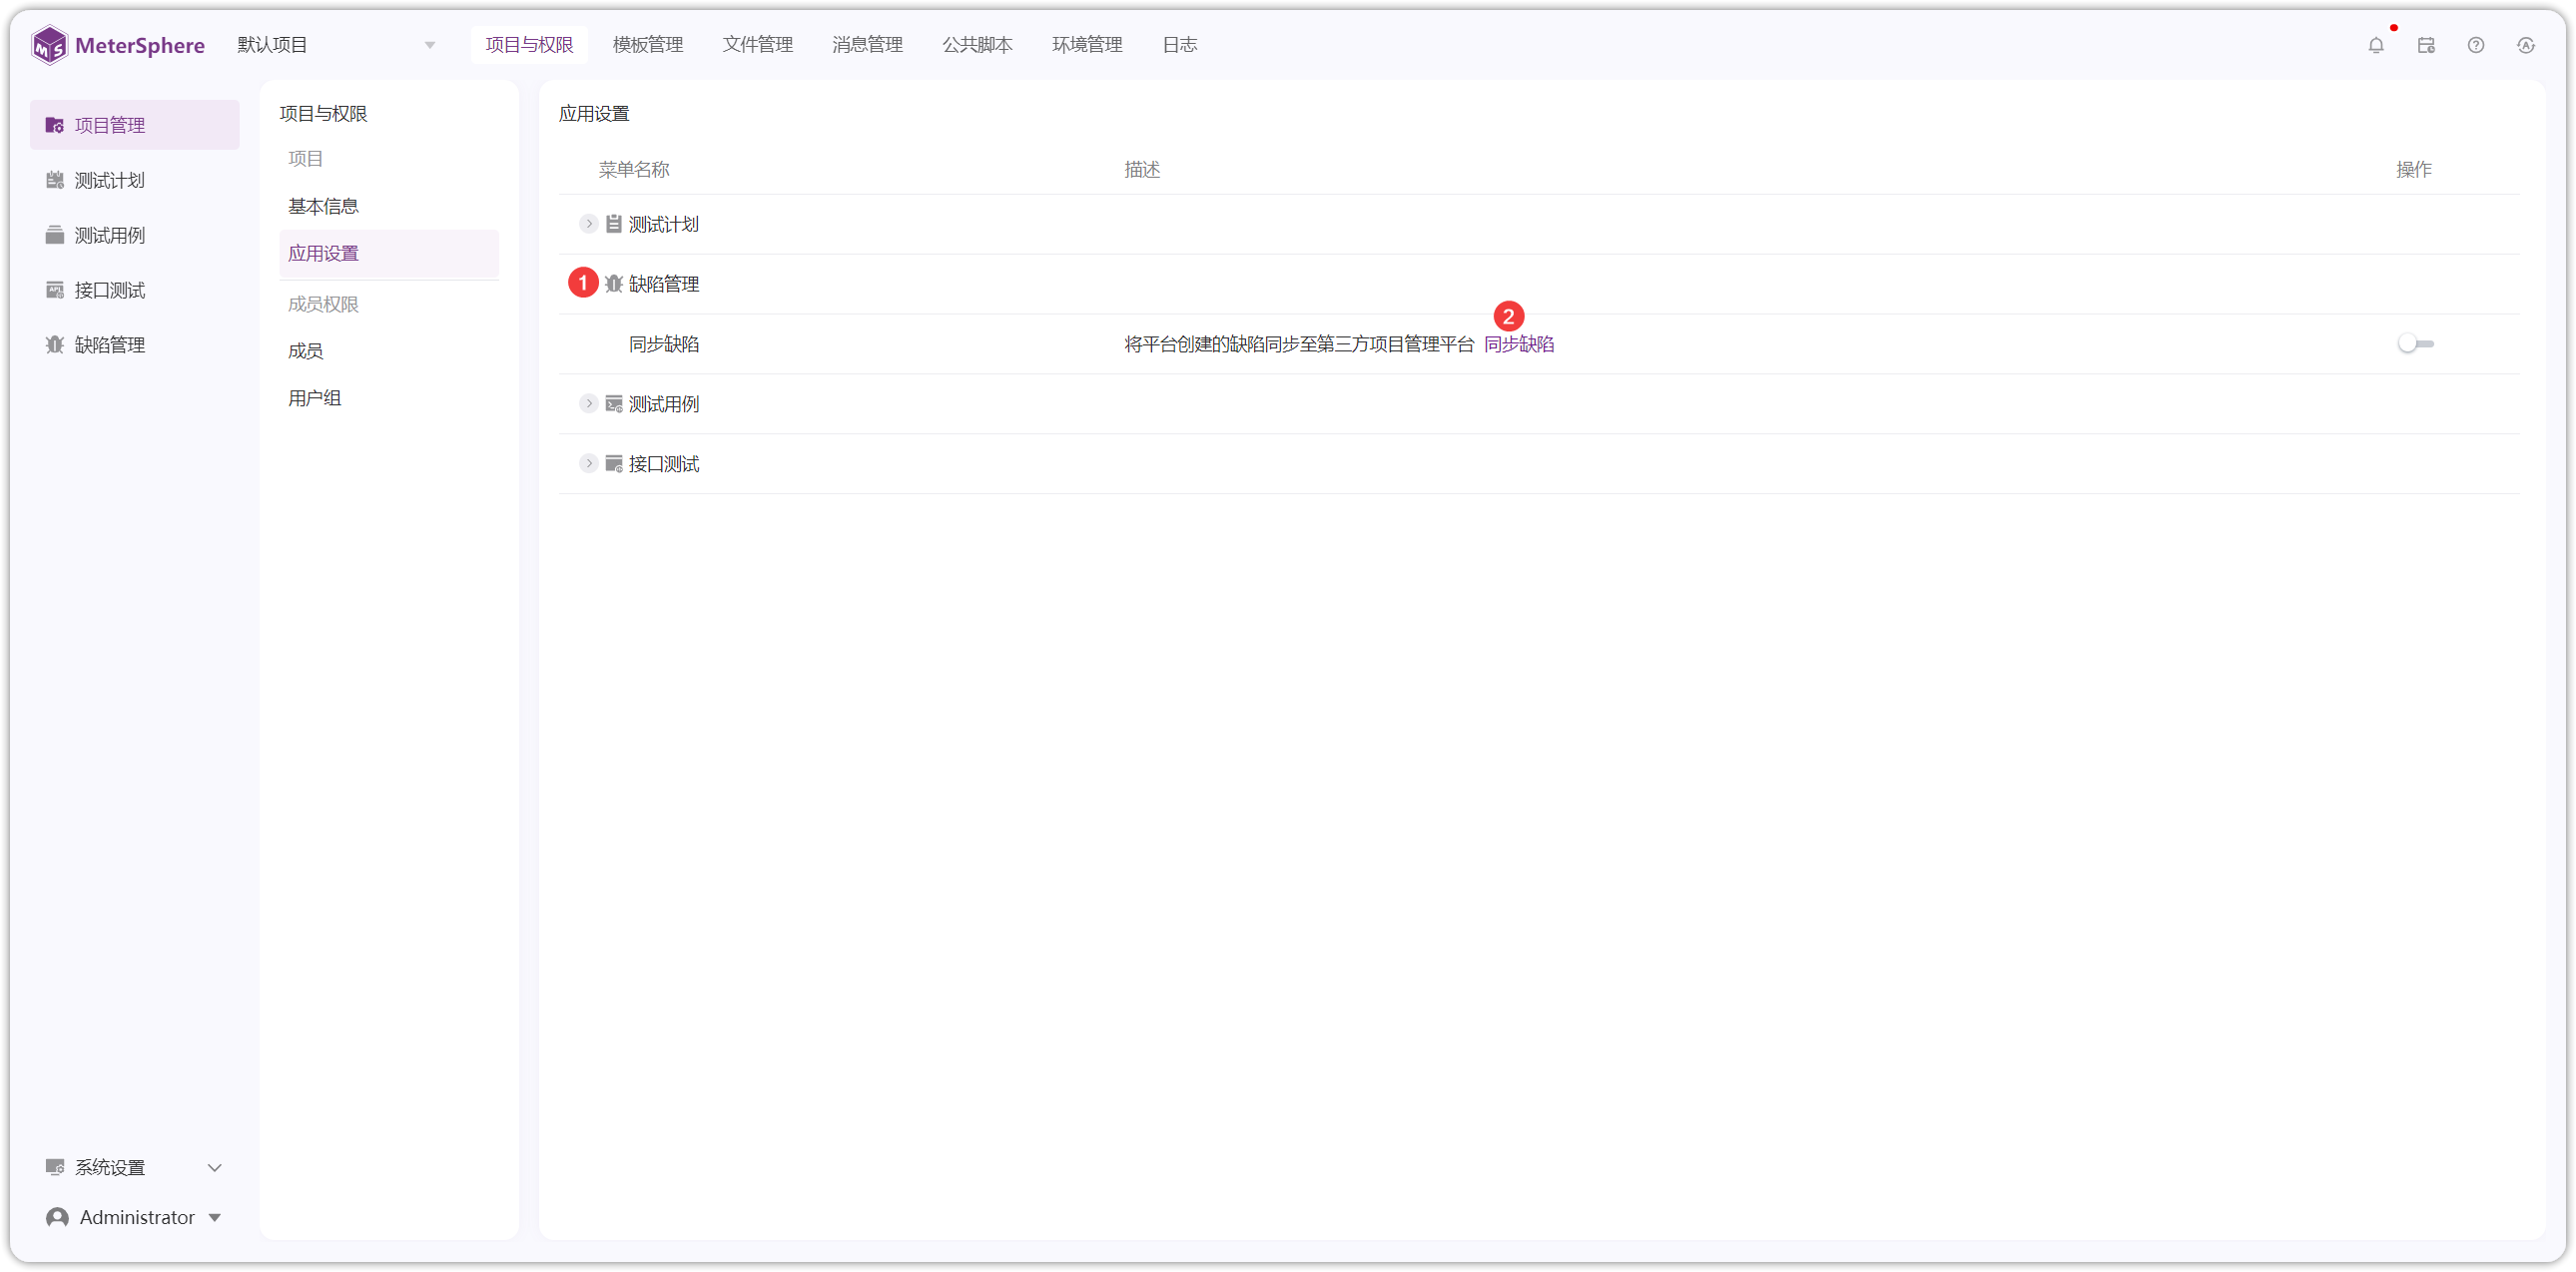 MeterSphere 默认项目 项目与权限 模板管理 文件管理 消息管理 公共脚本 环境管理 日志
项目管理
测试计划
测试用例
接口测试
缺陷管理
系统设置
Administrator
项目与权限
项目
基本信息
应用设置
成员权限
成员
用户组
应用设置
菜单名称 描述 操作
测试计划
1 缺陷管理
2
同步缺陷 将平台创建的缺陷同步至第三方项目管理平台 同步缺陷
测试用例
接口测试